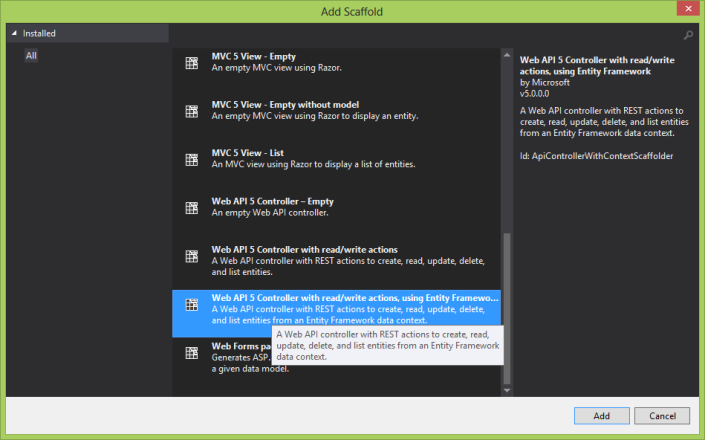 Add Scaffold
Installed
All
MVC 5 View - Empty
An empty MVC view using Razor.
MVC 5 View - Empty without model
An empty MVC view using Razor to display an entity.
MVC 5 View - List
An MVC view using Razor to display a list of entities.
Web API 5 Controller – Empty
An empty Web API controller.
Web API 5 Controller with read/write actions
A Web API controller with REST actions to create, read, update, delete,
and list entities.
Web API 5 Controller with read/write actions, using Entity Framewo...
A Web API controller with REST actions to create, read, update, delete,
and list entities from an Entity Framework data context.
A Web API controller with REST actions to create, read,
update, delete, and list entities from an Entity Framework
data context.
Web Forms pa
Generates ASP.
a given data model.
Web API 5 Controller with read/write
actions, using Entity Framework
by Microsoft
v5.0.0.0
A Web API controller with REST actions to
create, read, update, delete, and list entities
from an Entity Framework data context.
Id: ApiControllerWithContextScaffolder
Add
Cancel